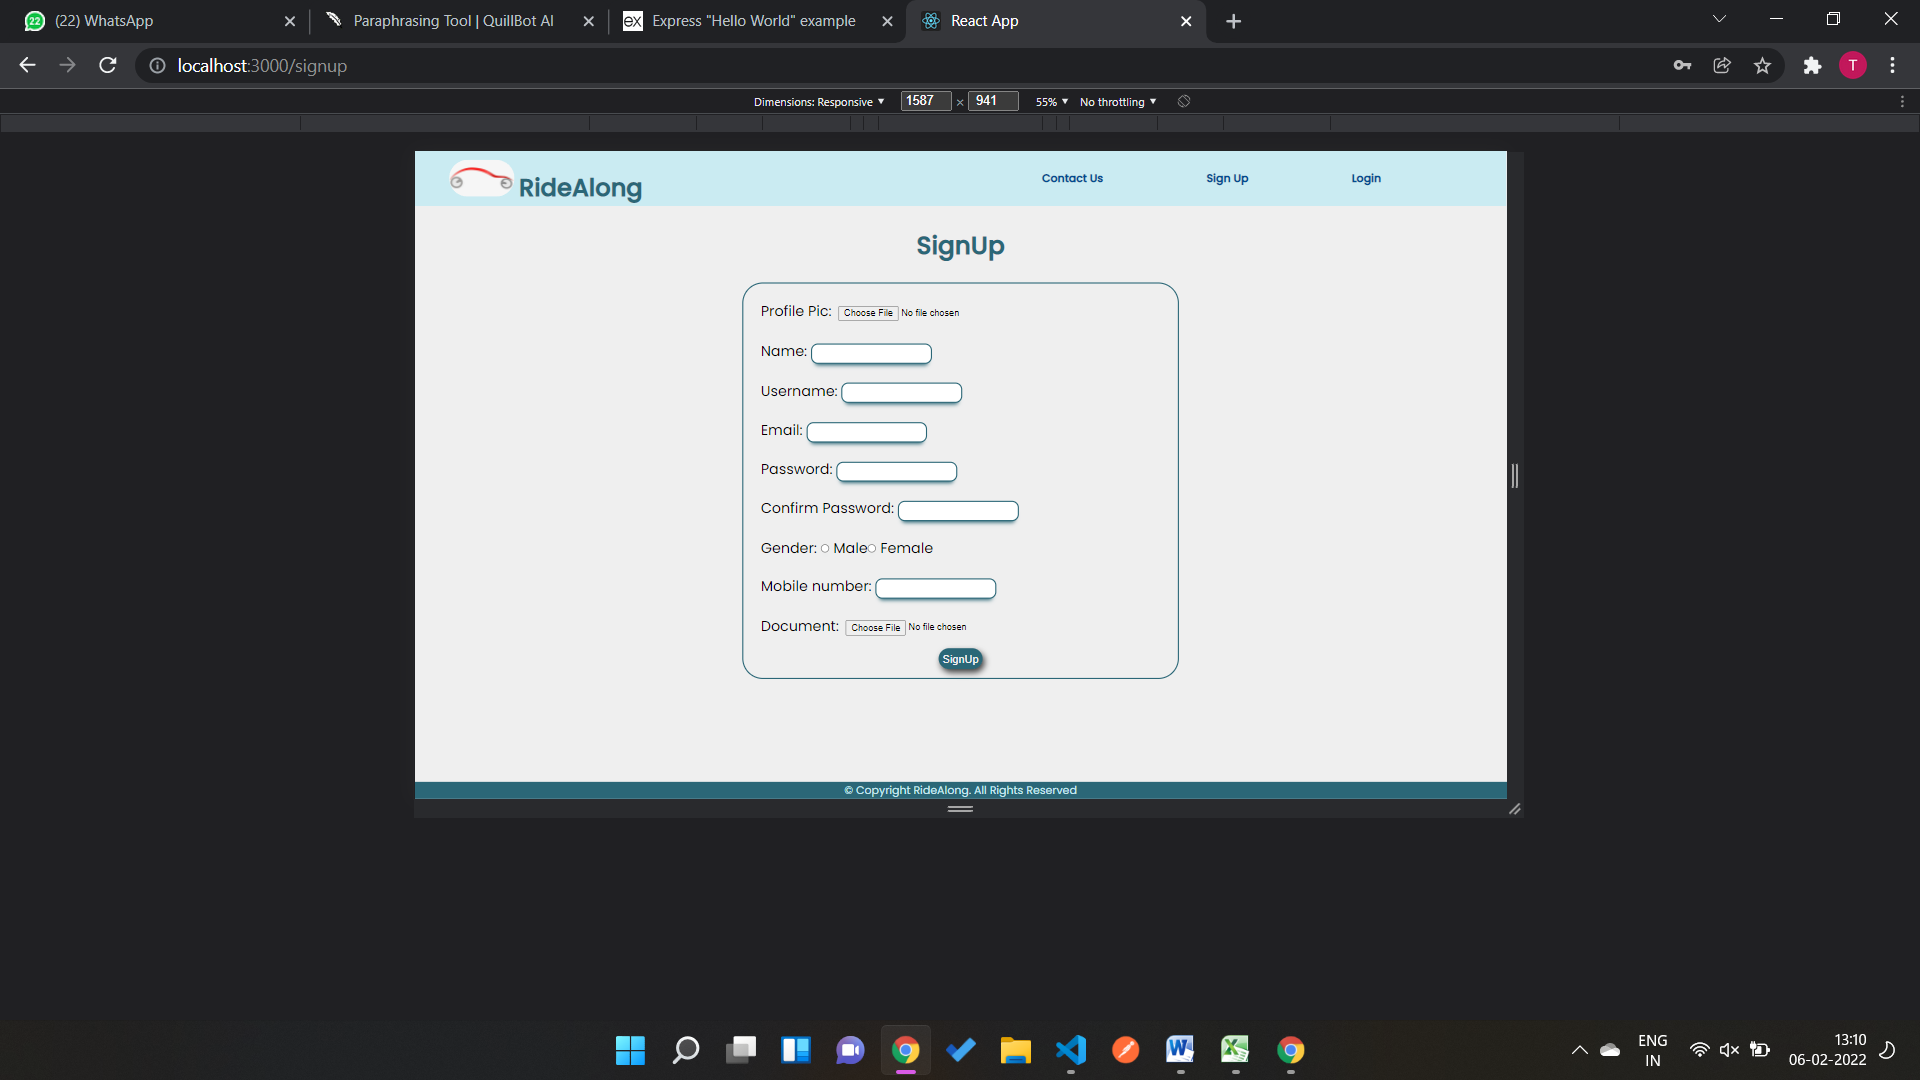 22 (22) WhatsApp
Paraphrasing Tool | QuillBot AI
ex Express "Hello World" example
React App
localhost:3000/signup
T
Dimensions: Responsive 1587 × 941 55% No throttling
RideAlong
Contact Us
Sign Up
Login
SignUp
Profile Pic: Choose File No file chosen
Name:
Username:
Email:
Password:
Confirm Password:
Gender: Male Female
Mobile number:
Document: Choose File No file chosen
SignUp
© Copyright RideAlong. All Rights Reserved
ENG
IN
13:10
06-02-2022